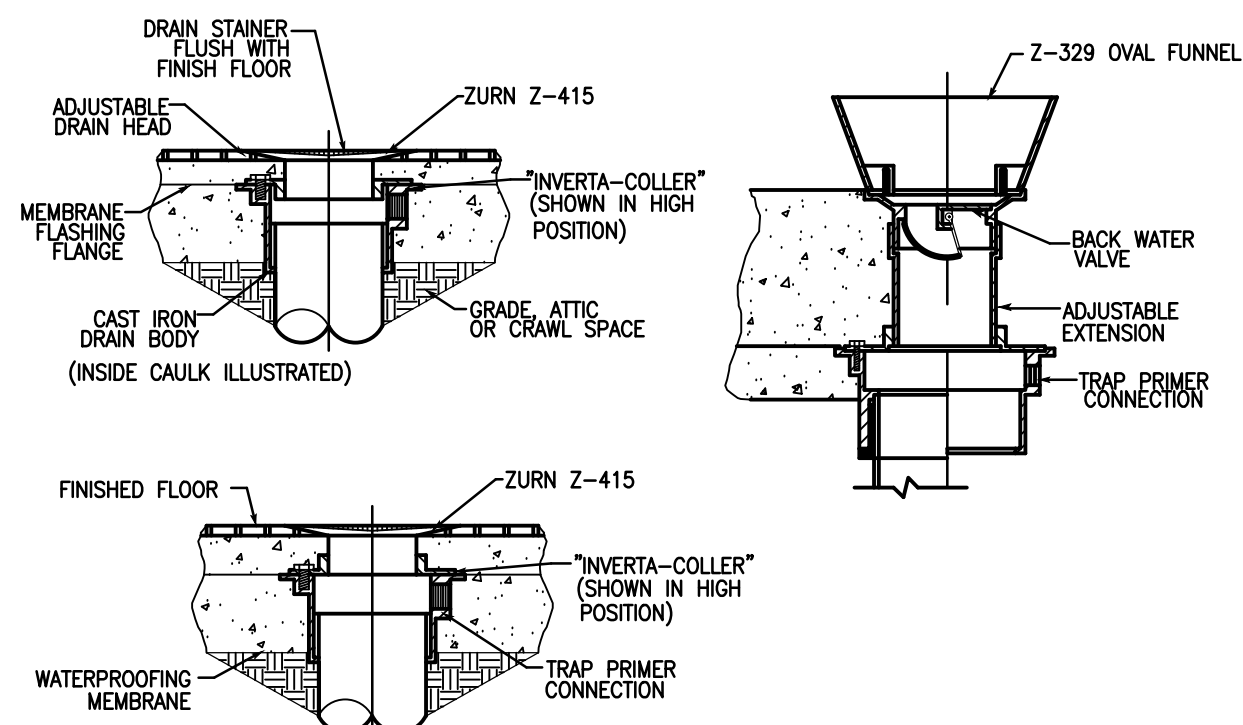 DRAIN STAINER
FLUSH WITH
FINISH FLOOR
ADJUSTABLE
DRAIN HEAD
ZURN Z-415
"INVERTA-COLLER"
(SHOWN IN HIGH
POSITION)
MEMBRANE
FLASHING
FLANGE
CAST IRON
DRAIN BODY
(INSIDE CAULK ILLUSTRATED)
GRADE, ATTIC
OR CRAWL SPACE
Z-329 OVAL FUNNEL
BACK WATER
VALVE
ADJUSTABLE
EXTENSION
TRAP PRIMER
CONNECTION
FINISHED FLOOR
ZURN Z-415
"INVERTA-COLLER"
(SHOWN IN HIGH
POSITION)
WATERPROOFING
MEMBRANE
TRAP PRIMER
CONNECTION